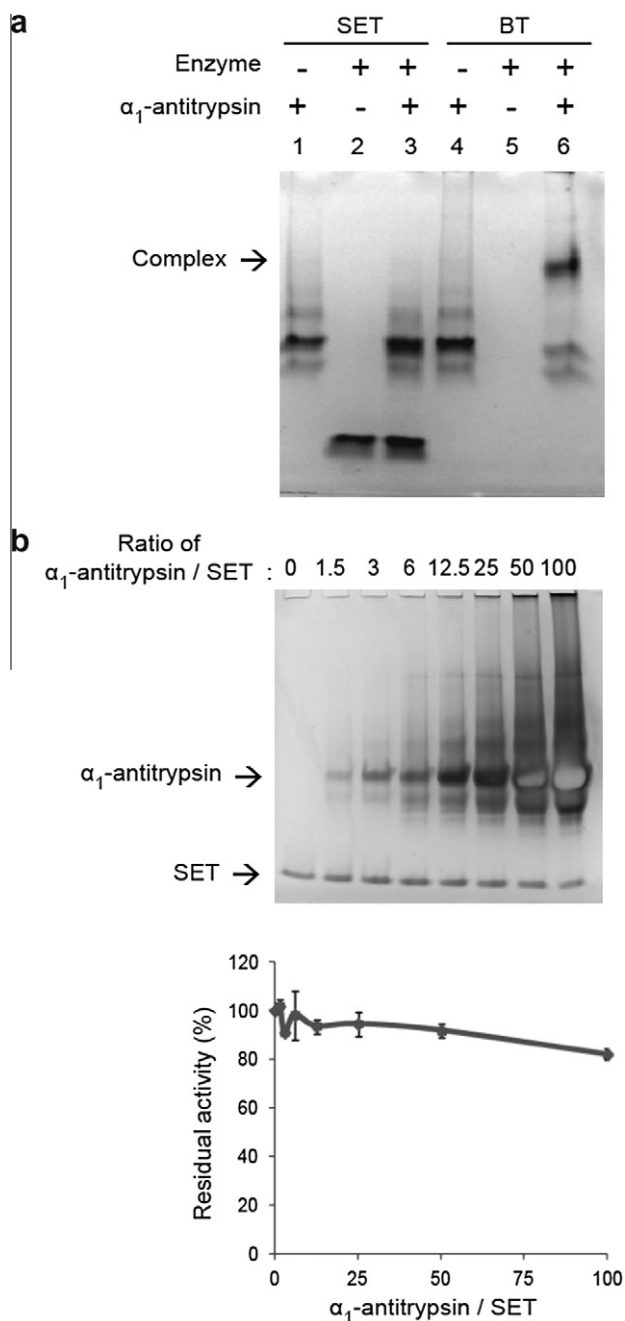 a
SET BT
Enzyme - + + - + +
α₁-antitrypsin + - + + - +
1 2 3 4 5 6
Complex →
b
Ratio of
α₁-antitrypsin / SET : 0 1.5 3 6 12.5 25 50 100
α₁-antitrypsin →
SET →
120
100
80
60
40
20
0
Residual activity (%)
0 25 50 75 100
α₁-antitrypsin / SET